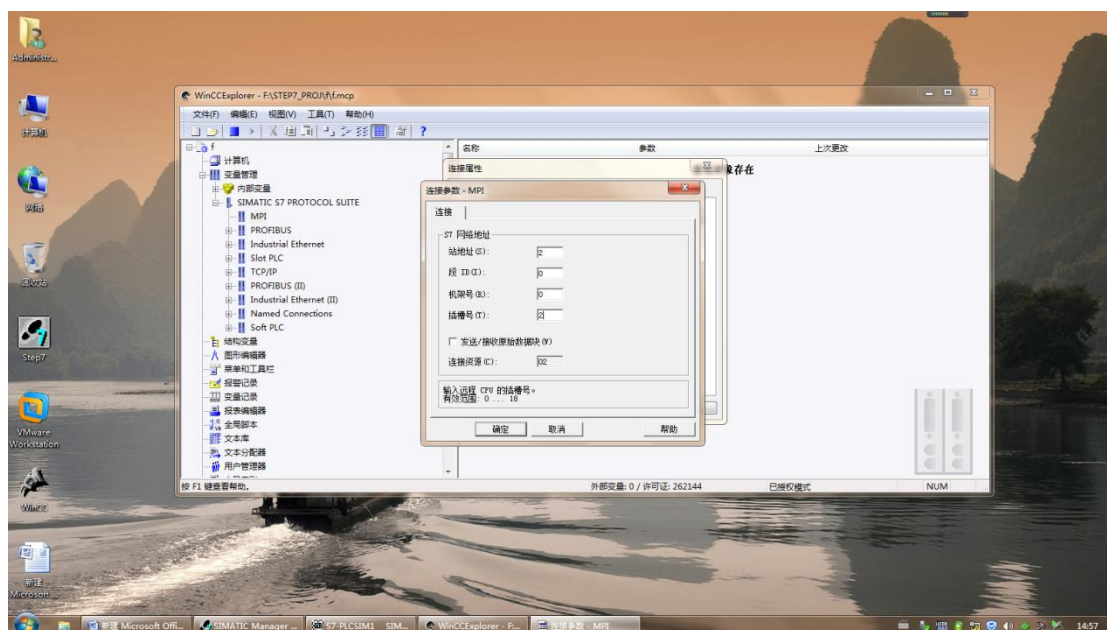 Administr...
计算机
网络
回收站
Step7
VMware
Workstation
WinCC
新建
Microsoft ...
WinCCExplorer - F:\STEP7_PROJ\f\f.mcp
文件(F) 编辑(E) 视图(V) 工具(T) 帮助(H)
f
计算机
变量管理
内部变量
SIMATIC S7 PROTOCOL SUITE
MPI
PROFIBUS
Industrial Ethernet
Slot PLC
TCP/IP
PROFIBUS (II)
Industrial Ethernet (II)
Named Connections
Soft PLC
结构变量
图形编辑器
菜单和工具栏
报警记录
变量记录
报表编辑器
全局脚本
文本库
文本分配器
用户管理器
名称 参数 上次更改
象存在
连接属性
连接参数 - MPI
连接
S7 网络地址
站地址(S): 2
段 ID(I): 0
机架号(R): 0
插槽号(T): 2
发送/接收原始数据块(W)
连接资源(C): 02
输入远程 CPU 的插槽号。
有效范围: 0 ... 18
确定 取消 帮助
按 F1 键查看帮助。 外部变量: 0 / 许可证: 262144 已授权模式 NUM
新建 Microsoft Offi... SIMATIC Manager ... S7-PLCSIM1 SIM... WinCCExplorer - F:... 连接参数 - MPI 14:57